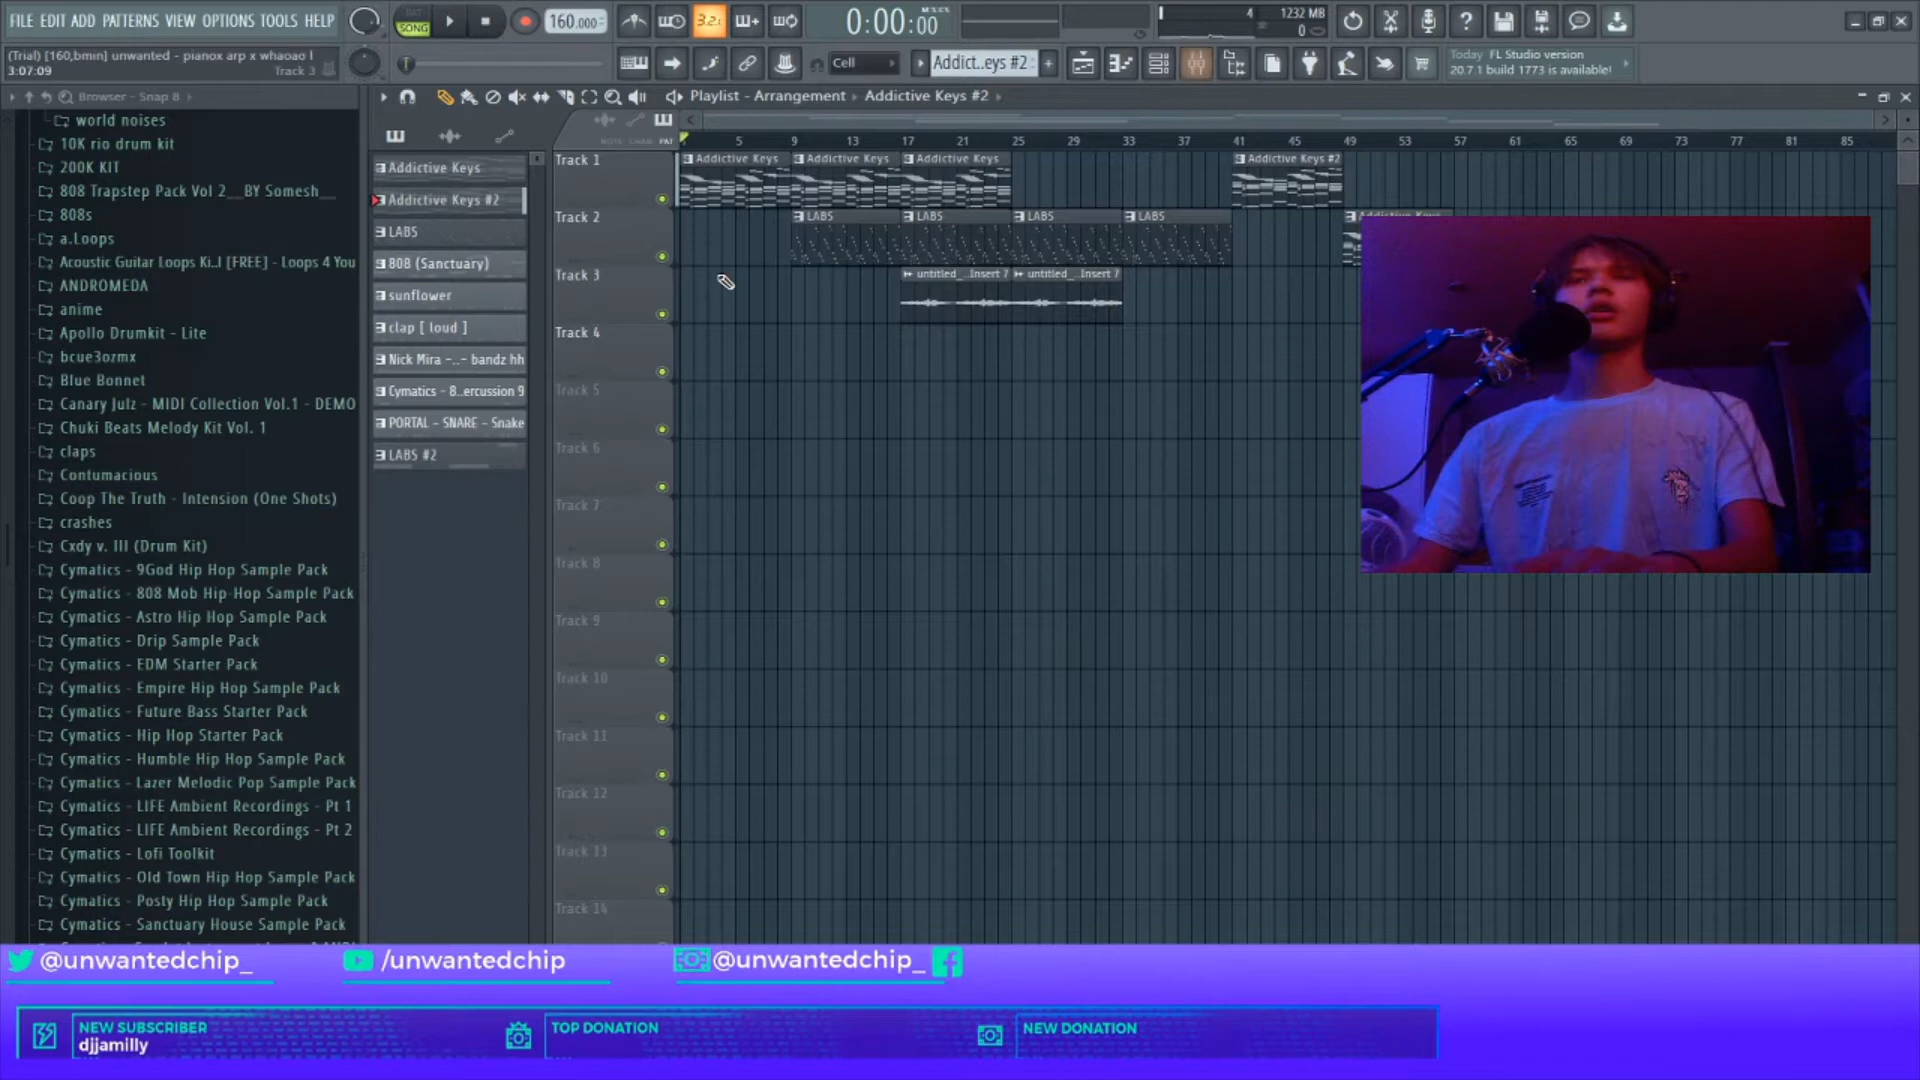 FILE EDIT ADD PATTERNS VIEW OPTIONS TOOLS HELP
PAT
SONG
160.000
3.2.
0:00:00
M:S:CS
4
1232 MB
0
(Trial) [160,bmin] unwanted - pianox arp x whaoao l
3:07:09
Track 3
Cell
Addict..eys #2
Today FL Studio version
20.7.1 build 1773 is available!
Browser - Snap 8
Playlist - Arrangement Addictive Keys #2
world noises
10K rio drum kit
200K KIT
808 Trapstep Pack Vol 2__BY Somesh__
808s
a.Loops
Acoustic Guitar Loops Ki..l [FREE] - Loops 4 You
ANDROMEDA
anime
Apollo Drumkit - Lite
bcue3ozmx
Blue Bonnet
Canary Julz - MIDI Collection Vol.1 - DEMO
Chuki Beats Melody Kit Vol. 1
claps
Contumacious
Coop The Truth - Intension (One Shots)
crashes
Cxdy v. III (Drum Kit)
Cymatics - 9God Hip Hop Sample Pack
Cymatics - 808 Mob Hip-Hop Sample Pack
Cymatics - Astro Hip Hop Sample Pack
Cymatics - Drip Sample Pack
Cymatics - EDM Starter Pack
Cymatics - Empire Hip Hop Sample Pack
Cymatics - Future Bass Starter Pack
Cymatics - Hip Hop Starter Pack
Cymatics - Humble Hip Hop Sample Pack
Cymatics - Lazer Melodic Pop Sample Pack
Cymatics - LIFE Ambient Recordings - Pt 1
Cymatics - LIFE Ambient Recordings - Pt 2
Cymatics - Lofi Toolkit
Cymatics - Old Town Hip Hop Sample Pack
Cymatics - Posty Hip Hop Sample Pack
Cymatics - Sanctuary House Sample Pack
Addictive Keys
Addictive Keys #2
LABS
808 (Sanctuary)
sunflower
clap [ loud ]
Nick Mira -..- bandz hh
Cymatics - 8..ercussion 9
PORTAL - SNARE - Snake
LABS #2
NOTE CHAN PAT
5 9 13 17 21 25 29 33 37 41 45 49 53 57 61 65 69 73 77 81 85
Track 1
Addictive Keys Addictive Keys Addictive Keys Addictive Keys #2
Track 2
LABS LABS LABS LABS
Track 3
untitled_..Insert 7 untitled_..Insert 7
Track 4
Track 5
Track 6
Track 7
Track 8
Track 9
Track 10
Track 11
Track 12
Track 13
Track 14
@unwantedchip_
/unwantedchip
@unwantedchip_
NEW SUBSCRIBER
djjamilly
TOP DONATION
...
NEW DONATION